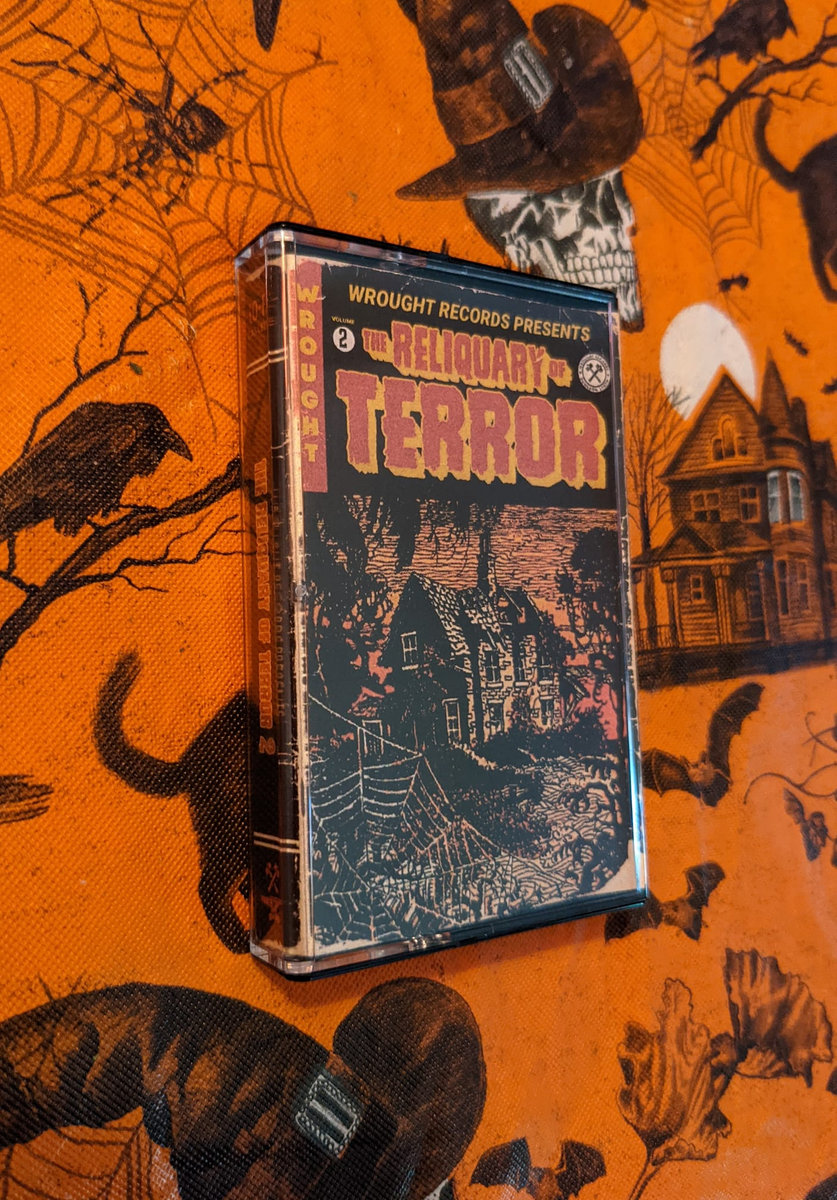 WROUGHT
WROUGHT RECORDS PRESENTS
VOLUME
2
THE RELIQUARY OF
TERROR
THE RELIQUARY OF TERROR 2